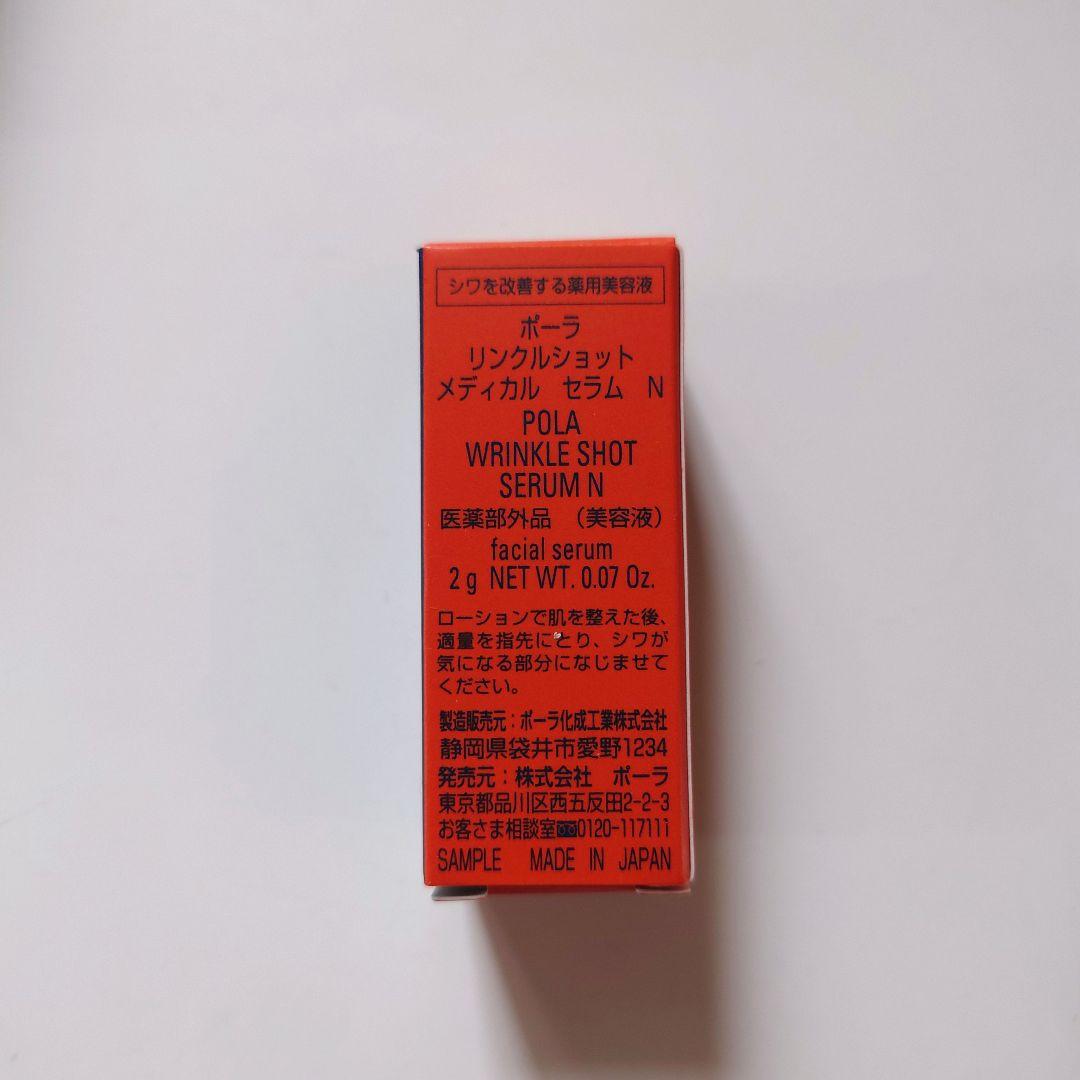 シワを改善する薬用美容液
ポーラ
リンクルショット
メディカル セラム N
POLA
WRINKLE SHOT
SERUM N
医薬部外品 （美容液）
facial serum
2 g NET WT. 0.07 Oz.
ローションで肌を整えた後、
適量を指先にとり、シワが
気になる部分になじませて
ください。
製造販売元：ポーラ化成工業株式会社
静岡県袋井市愛野1234
発売元：株式会社 ポーラ
東京都品川区西五反田2-2-3
お客さま相談室0120-117111
SAMPLE MADE IN JAPAN